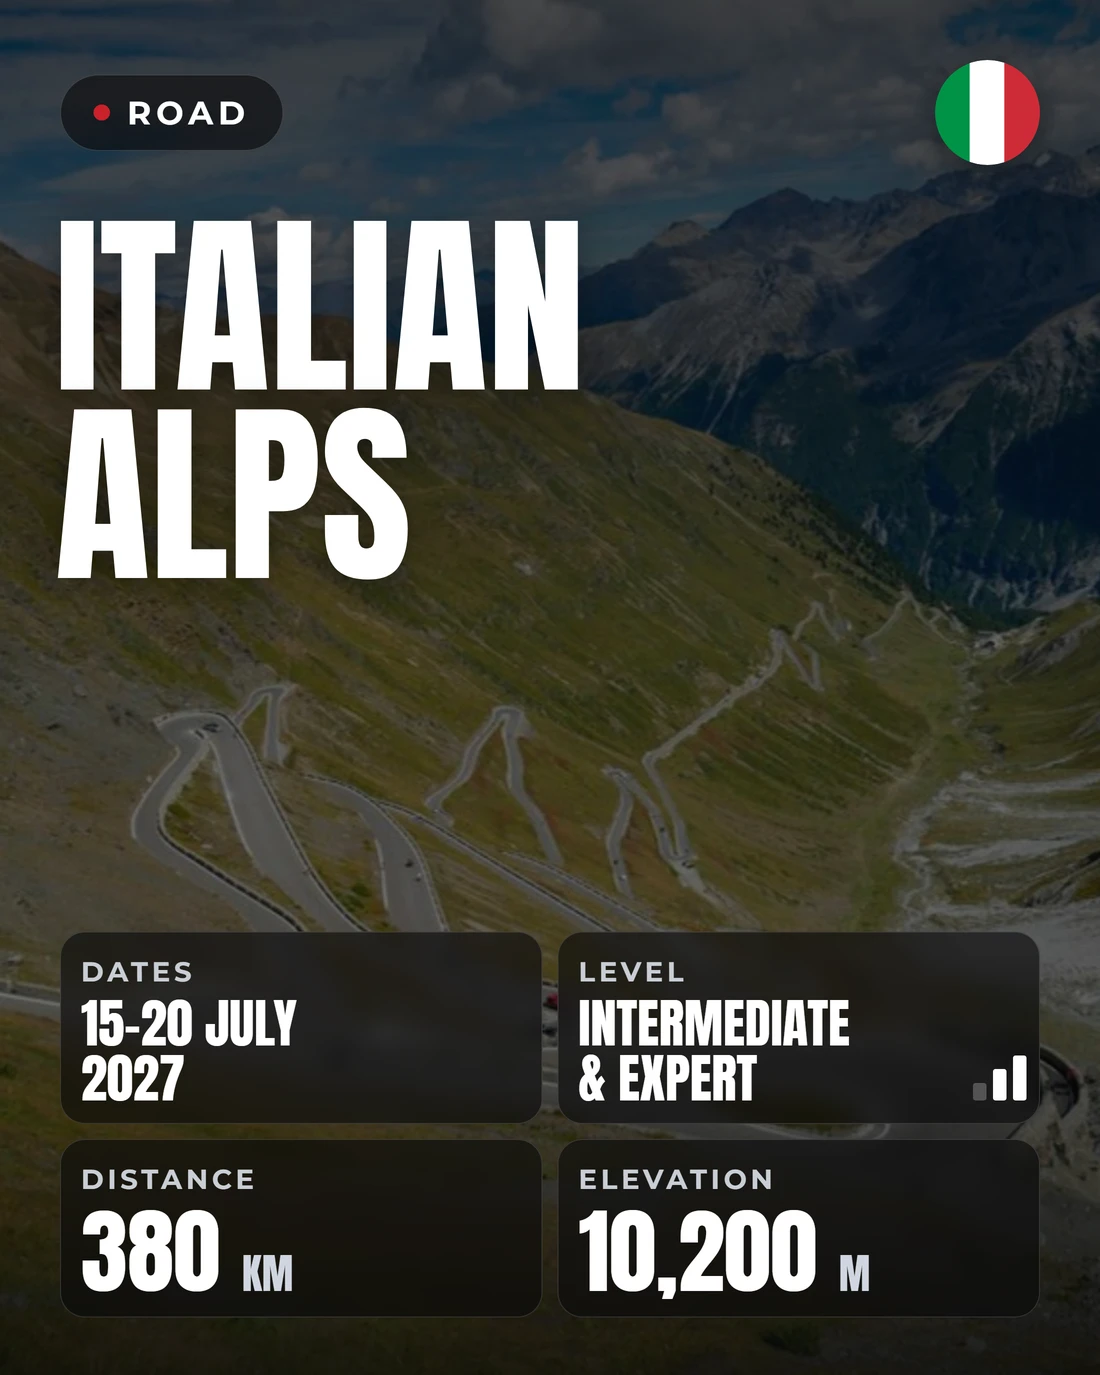 ROAD
ITALIAN
ALPS
DATES
15-20 JULY
2027
LEVEL
INTERMEDIATE
& EXPERT
DISTANCE
380 KM
ELEVATION
10,200 M